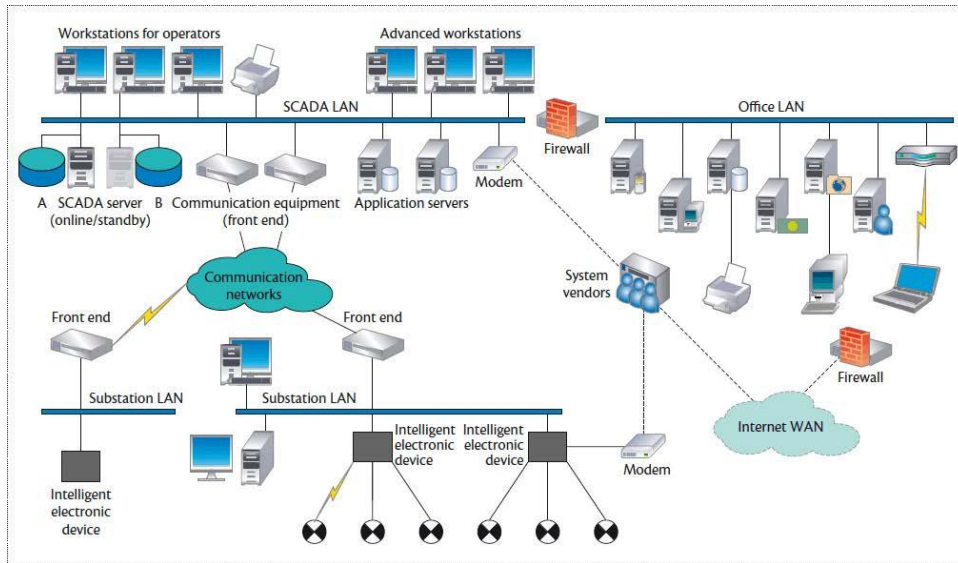 Workstations for operators
Advanced workstations
SCADA LAN
Office LAN
Firewall
Modem
A
SCADA server
(online/standby)
B
Communication equipment
(front end)
Application servers
Communication
networks
System
vendors
Front end
Front end
Firewall
Substation LAN
Substation LAN
Internet WAN
Intelligent
electronic
device
Intelligent
electronic
device
Modem
Intelligent
electronic
device